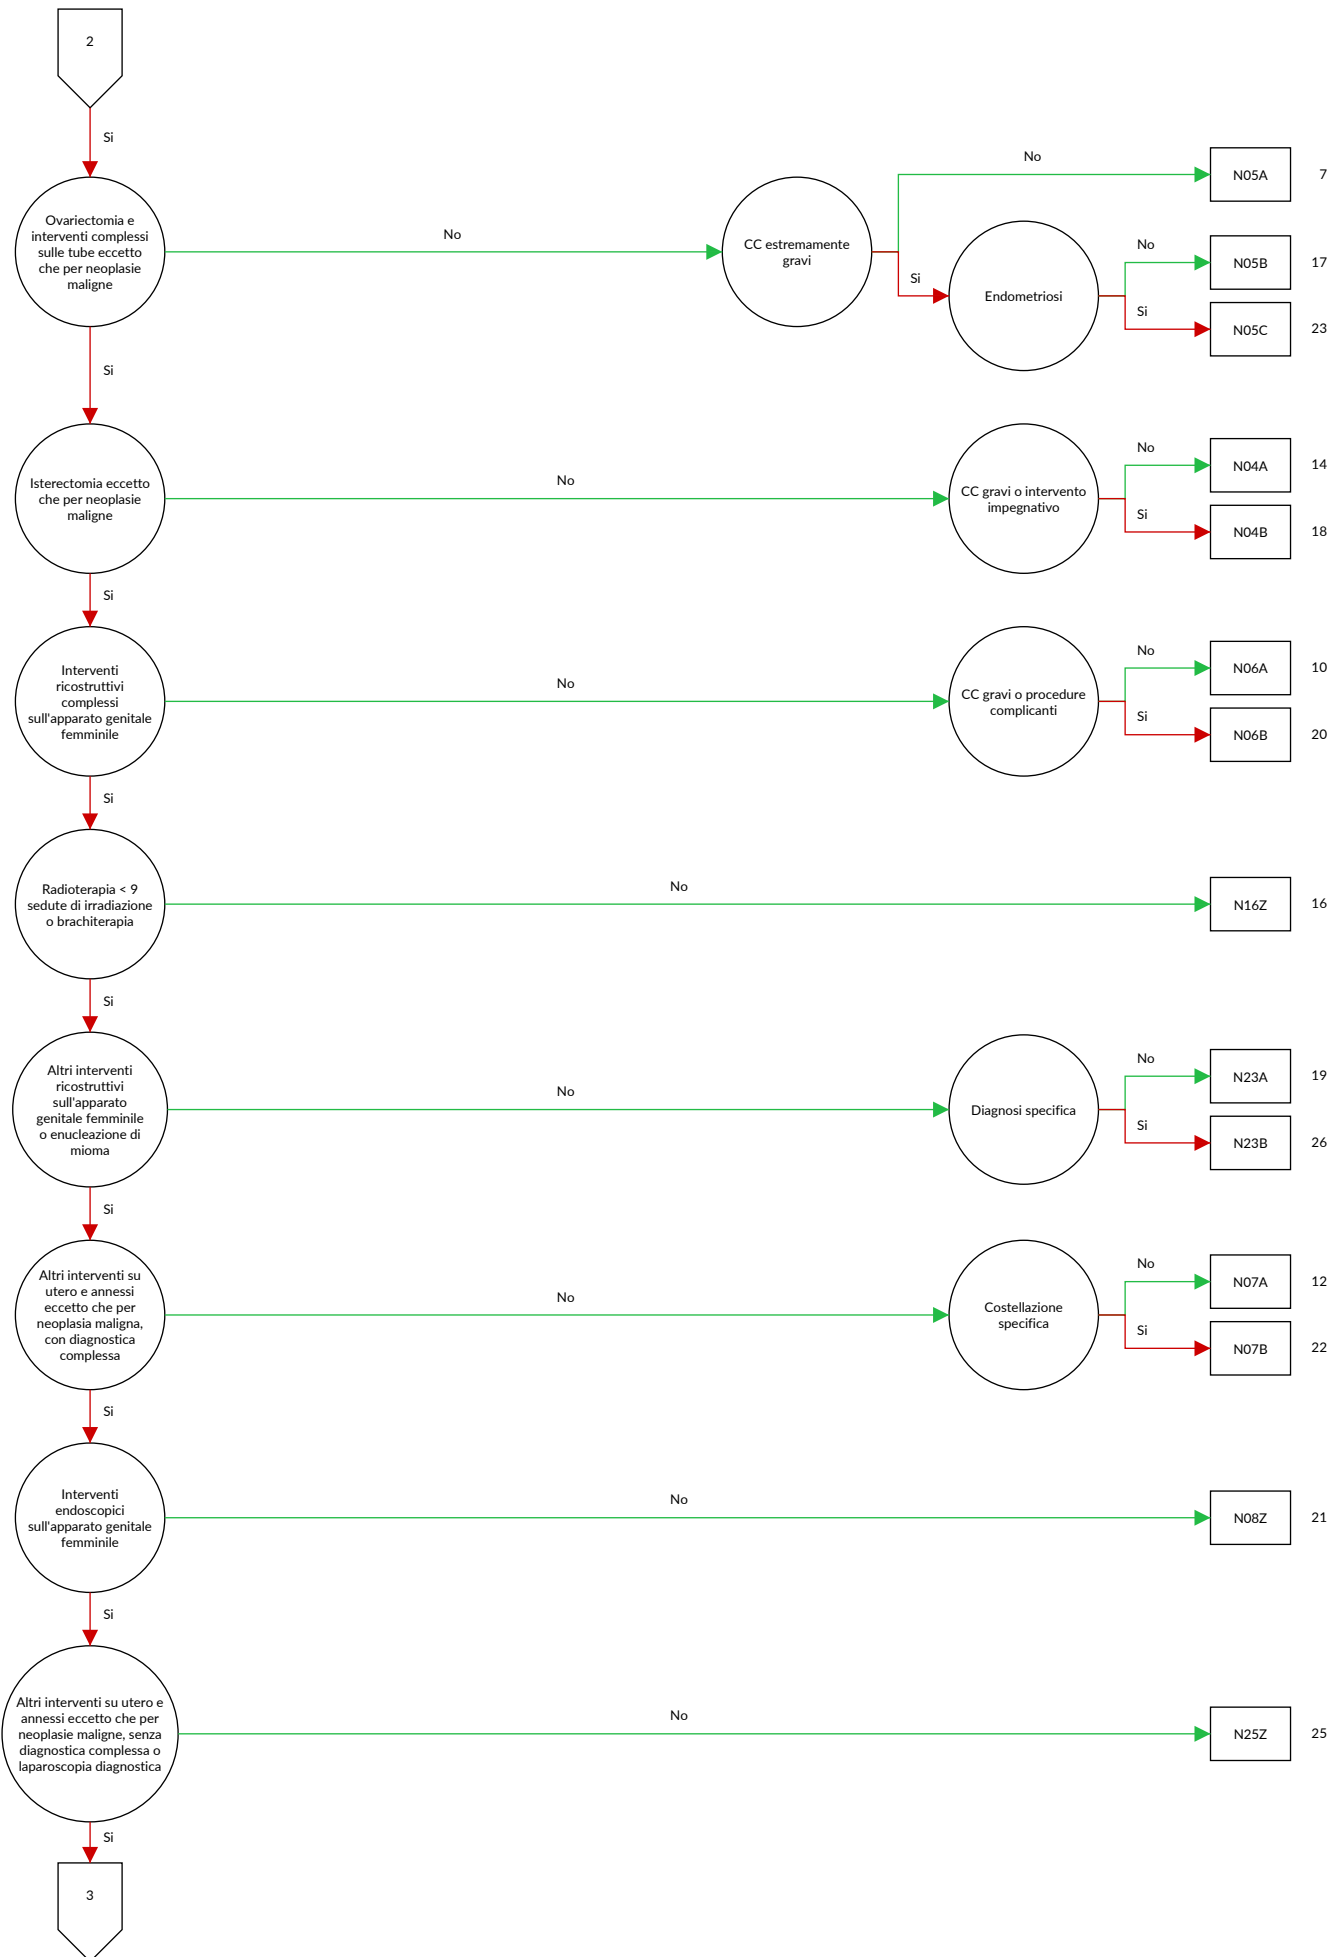 2
Si
Ovariectomia e
interventi complessi
sulle tube eccetto
che per neoplasie
maligne
No
CC estremamente
gravi
No
N05A
7
Si
Endometriosi
No
N05B
17
Si
N05C
23
Si
Isterectomia eccetto
che per neoplasie
maligne
No
CC gravi o intervento
impegnativo
No
N04A
14
Si
N04B
18
Si
Interventi
ricostruttivi
complessi
sull'apparato genitale
femminile
No
CC gravi o procedure
complicanti
No
N06A
10
Si
N06B
20
Si
Radioterapia < 9
sedute di irradiazione
o brachiterapia
No
N16Z
16
Si
Altri interventi
ricostruttivi
sull'apparato
genitale femminile
o enucleazione di
mioma
No
Diagnosi specifica
No
N23A
19
Si
N23B
26
Si
Altri interventi su
utero e annessi
eccetto che per
neoplasia maligna,
con diagnostica
complessa
No
Costellazione
specifica
No
N07A
12
Si
N07B
22
Si
Interventi
endoscopici
sull'apparato genitale
femminile
No
N08Z
21
Si
Altri interventi su utero e
annessi eccetto che per
neoplasie maligne, senza
diagnostica complessa o
laparoscopia diagnostica
No
N25Z
25
Si
3